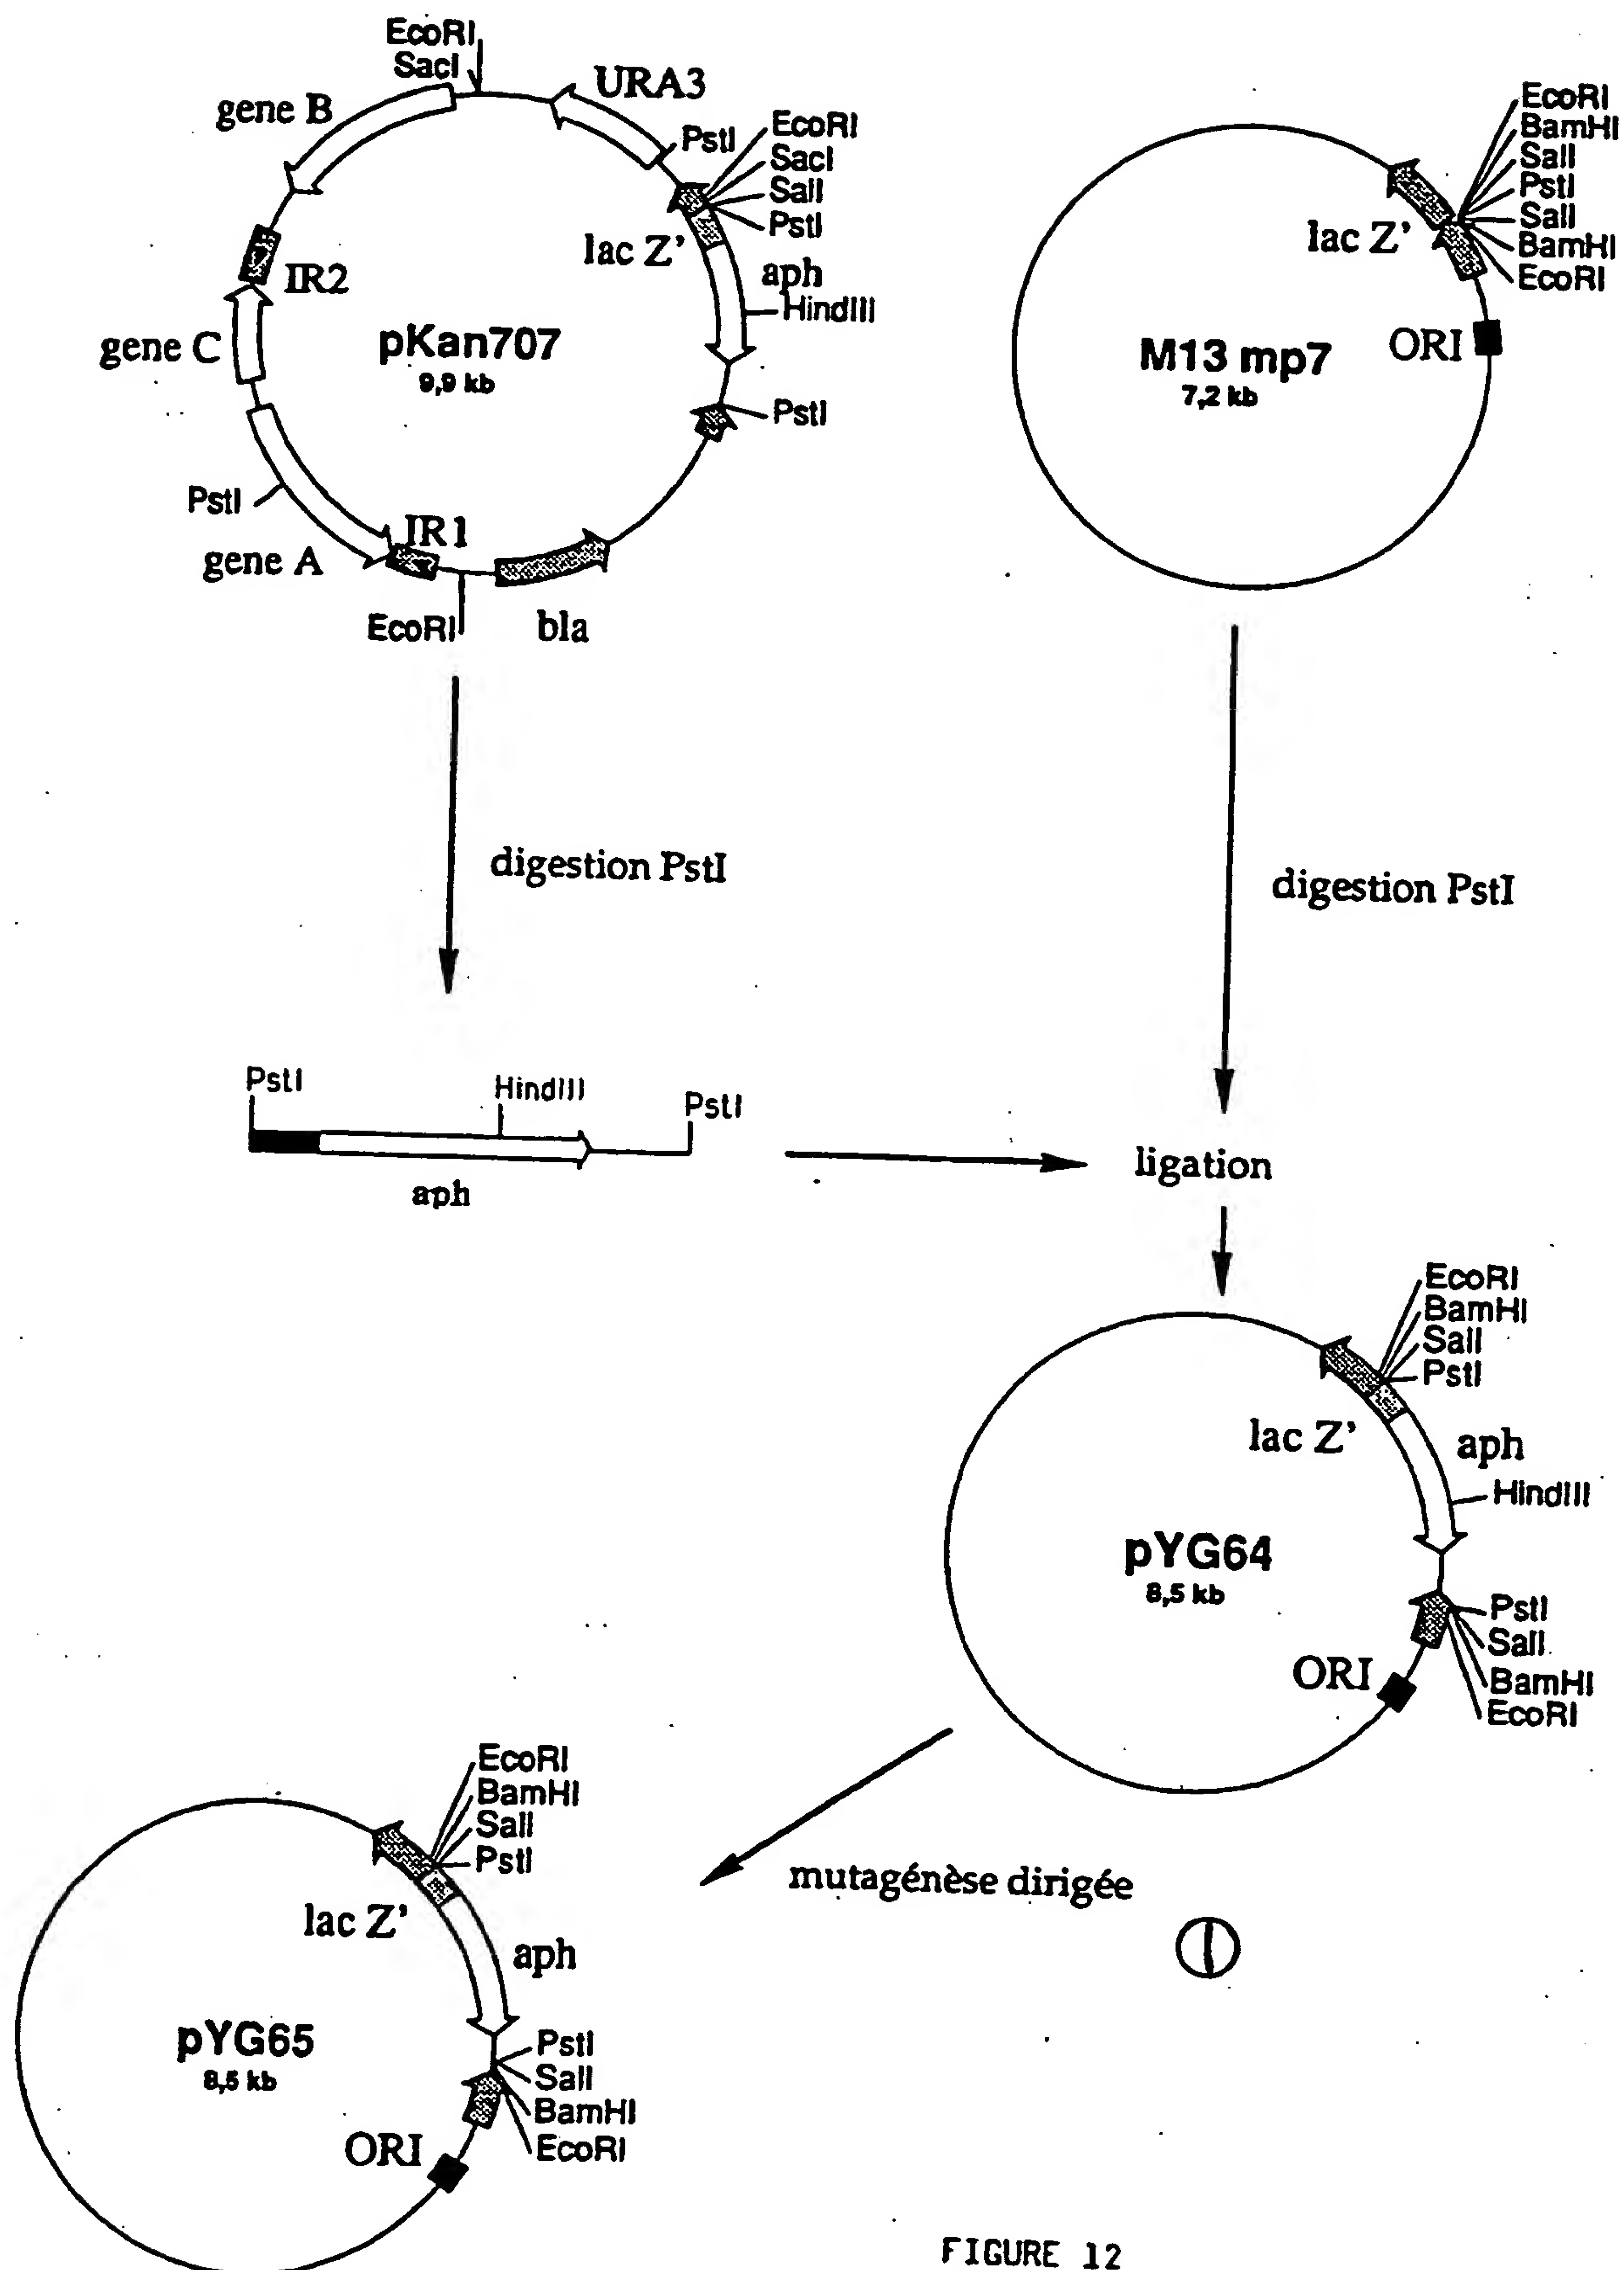 EcoRI
SacI
gene B
URA3
PstI
EcoRI
SacI
SalI
PstI
lac Z'
aph
HindIII
IR2
gene C
pKan707
9,9 kb
PstI
PstI
IR1
gene A
EcoRI
bla
EcoRI
BamHI
SalI
PstI
SalI
BamHI
EcoRI
lac Z'
ORI
M13 mp7
7,2 kb
digestion PstI
digestion PstI
PstI
HindIII
PstI
aph
ligation
EcoRI
BamHI
SalI
PstI
lac Z'
aph
HindIII
pYG64
8,5 kb
PstI
SalI
BamHI
EcoRI
ORI
mutagénèse dirigée
EcoRI
BamHI
SalI
PstI
lac Z'
aph
pYG65
8,5 kb
PstI
SalI
BamHI
EcoRI
ORI
FIGURE 12